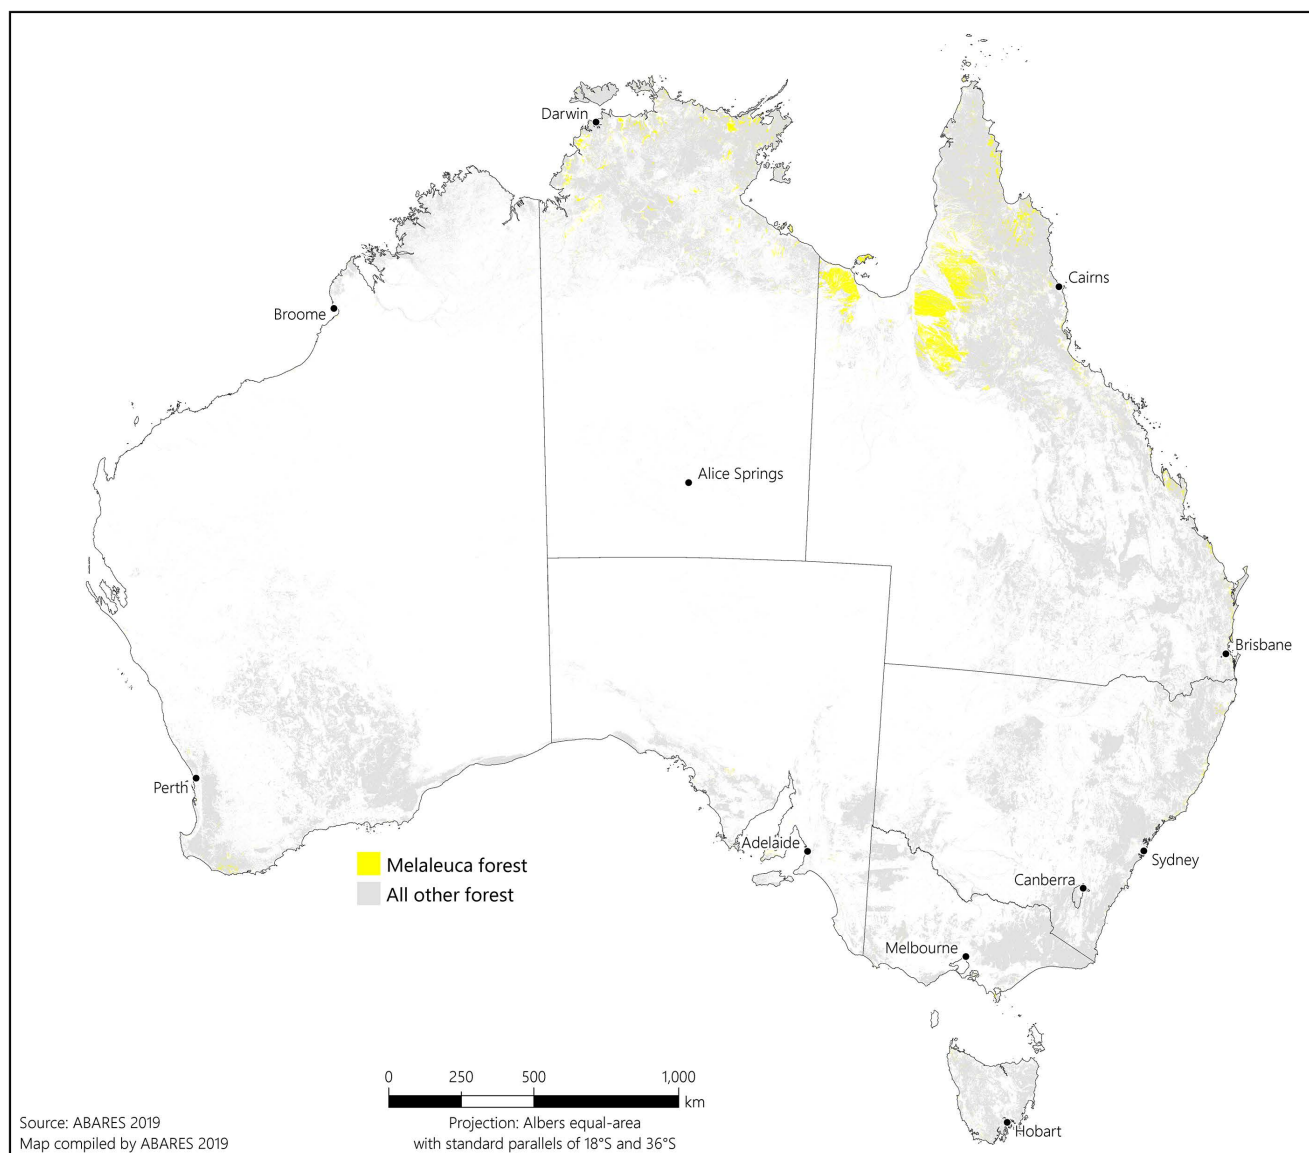 Darwin
Cairns
Broome
Alice Springs
Brisbane
Perth
Adelaide
Sydney
Canberra
Melbourne
Hobart
Melaleuca forest
All other forest
0 250 500 1,000
km
Projection: Albers equal-area
with standard parallels of 18°S and 36°S
Source: ABARES 2019
Map compiled by ABARES 2019